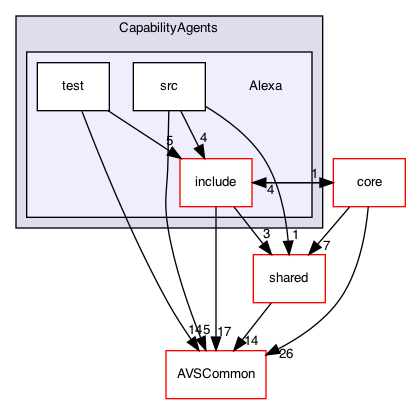 CapabilityAgents
test
src
Alexa
5
4
include
1
4
core
3
1
7
shared
14
5
17
14
26
AVSCommon